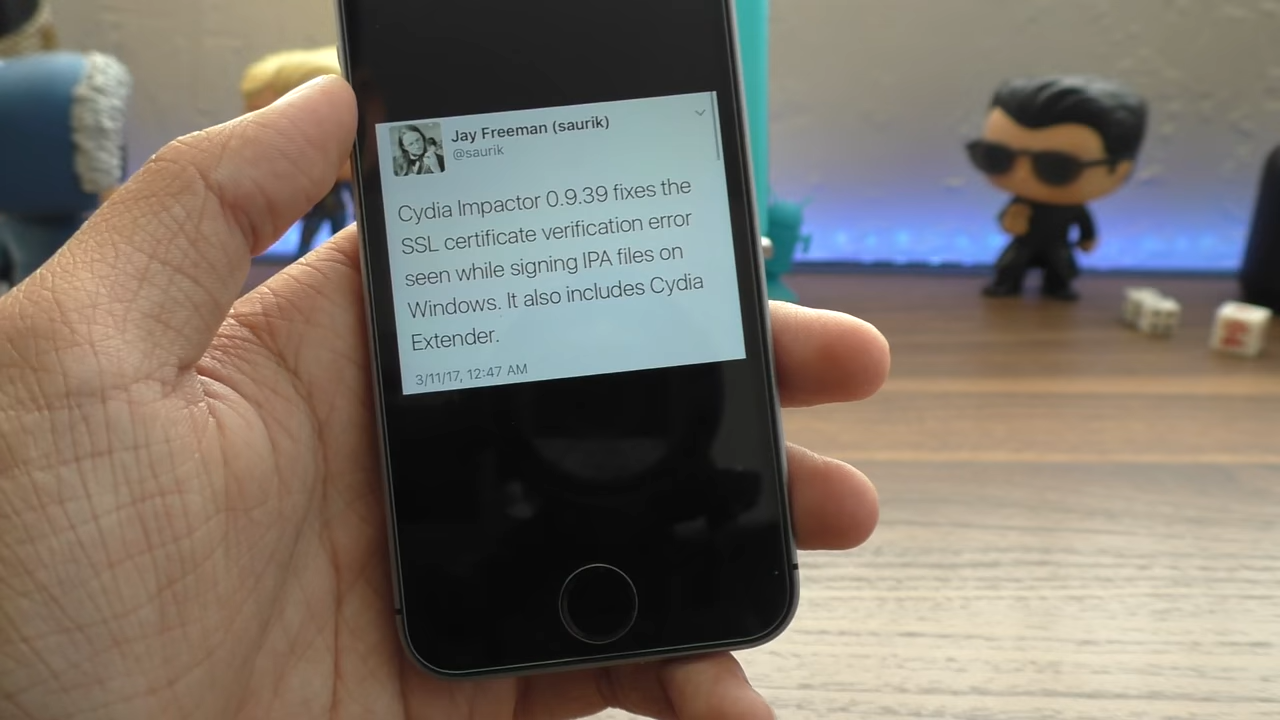 Jay Freeman (saurik)
@saurik
Cydia Impactor 0.9.39 fixes the
SSL certificate verification error
seen while signing IPA files on
Windows. It also includes Cydia
Extender.
3/11/17, 12:47 AM